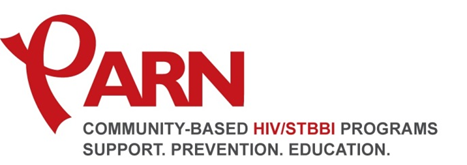 PARN
COMMUNITY-BASED HIV/STBBI PROGRAMS
SUPPORT. PREVENTION. EDUCATION.